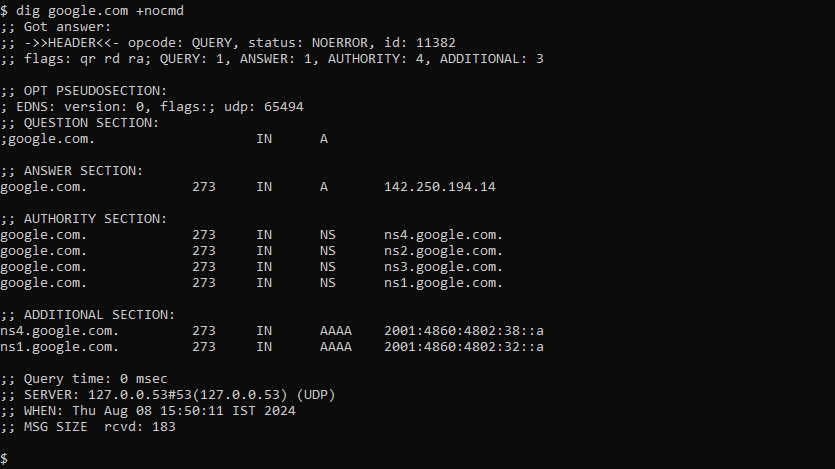 $ dig google.com +nocmd
;; Got answer:
;; ->>HEADER<<- opcode: QUERY, status: NOERROR, id: 11382
;; flags: qr rd ra; QUERY: 1, ANSWER: 1, AUTHORITY: 4, ADDITIONAL: 3

;; OPT PSEUDOSECTION:
; EDNS: version: 0, flags:; udp: 65494
;; QUESTION SECTION:
;google.com.                    IN      A

;; ANSWER SECTION:
google.com.             273     IN      A       142.250.194.14

;; AUTHORITY SECTION:
google.com.             273     IN      NS      ns4.google.com.
google.com.             273     IN      NS      ns2.google.com.
google.com.             273     IN      NS      ns3.google.com.
google.com.             273     IN      NS      ns1.google.com.

;; ADDITIONAL SECTION:
ns4.google.com.         273     IN      AAAA    2001:4860:4802:38::a
ns1.google.com.         273     IN      AAAA    2001:4860:4802:32::a

;; Query time: 0 msec
;; SERVER: 127.0.0.53#53(127.0.0.53) (UDP)
;; WHEN: Thu Aug 08 15:50:11 IST 2024
;; MSG SIZE  rcvd: 183

$